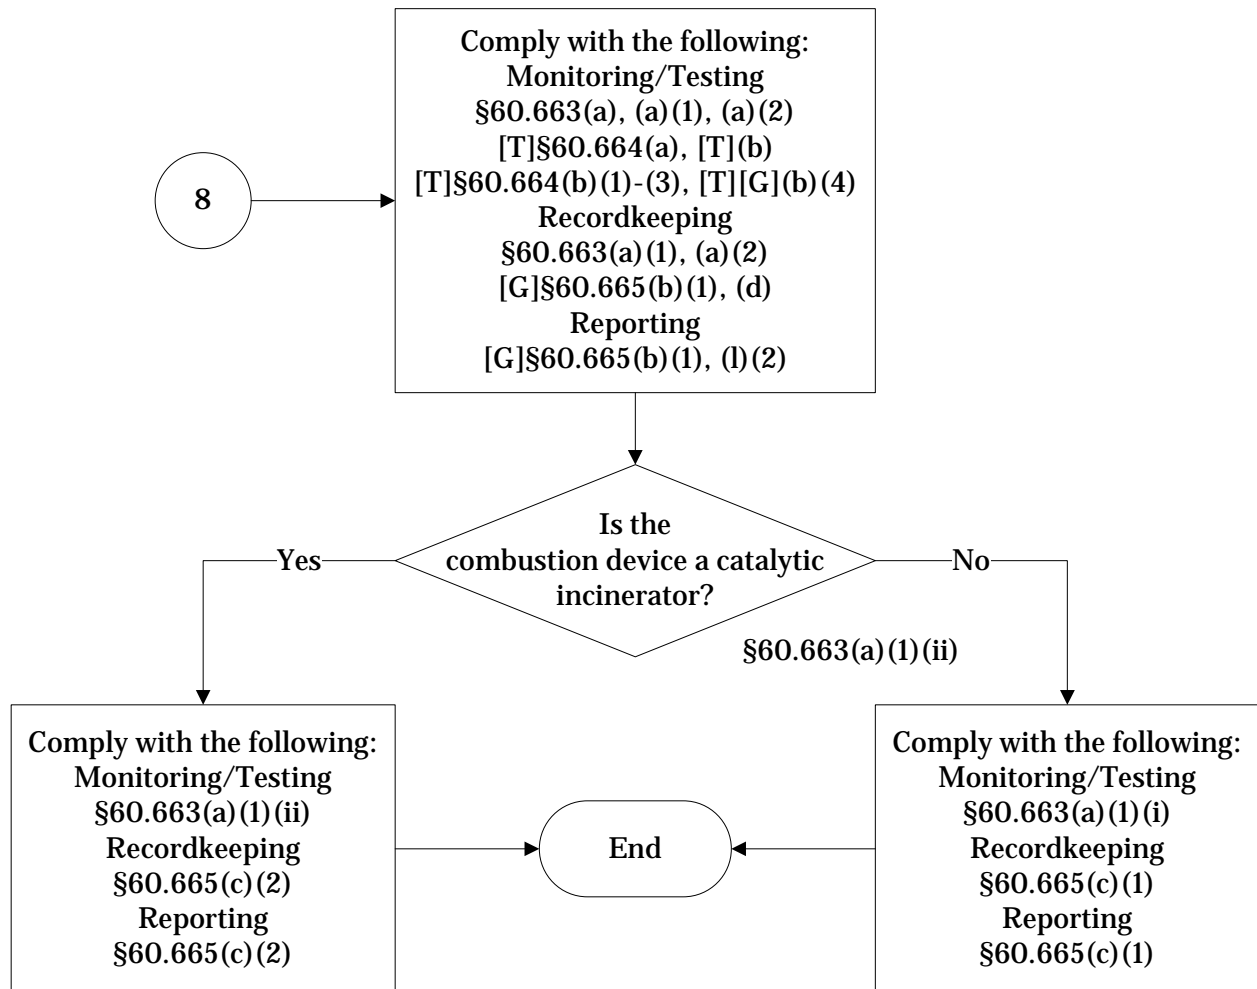 8
Comply with the following:
Monitoring/Testing
§60.663(a), (a)(1), (a)(2)
[T]§60.664(a), [T](b)
[T]§60.664(b)(1)-(3), [T][G](b)(4)
Recordkeeping
§60.663(a)(1), (a)(2)
[G]§60.665(b)(1), (d)
Reporting
[G]§60.665(b)(1), (l)(2)
Is the
combustion device a catalytic
incinerator?
Yes
No
§60.663(a)(1)(ii)
Comply with the following:
Monitoring/Testing
§60.663(a)(1)(ii)
Recordkeeping
§60.665(c)(2)
Reporting
§60.665(c)(2)
End
Comply with the following:
Monitoring/Testing
§60.663(a)(1)(i)
Recordkeeping
§60.665(c)(1)
Reporting
§60.665(c)(1)